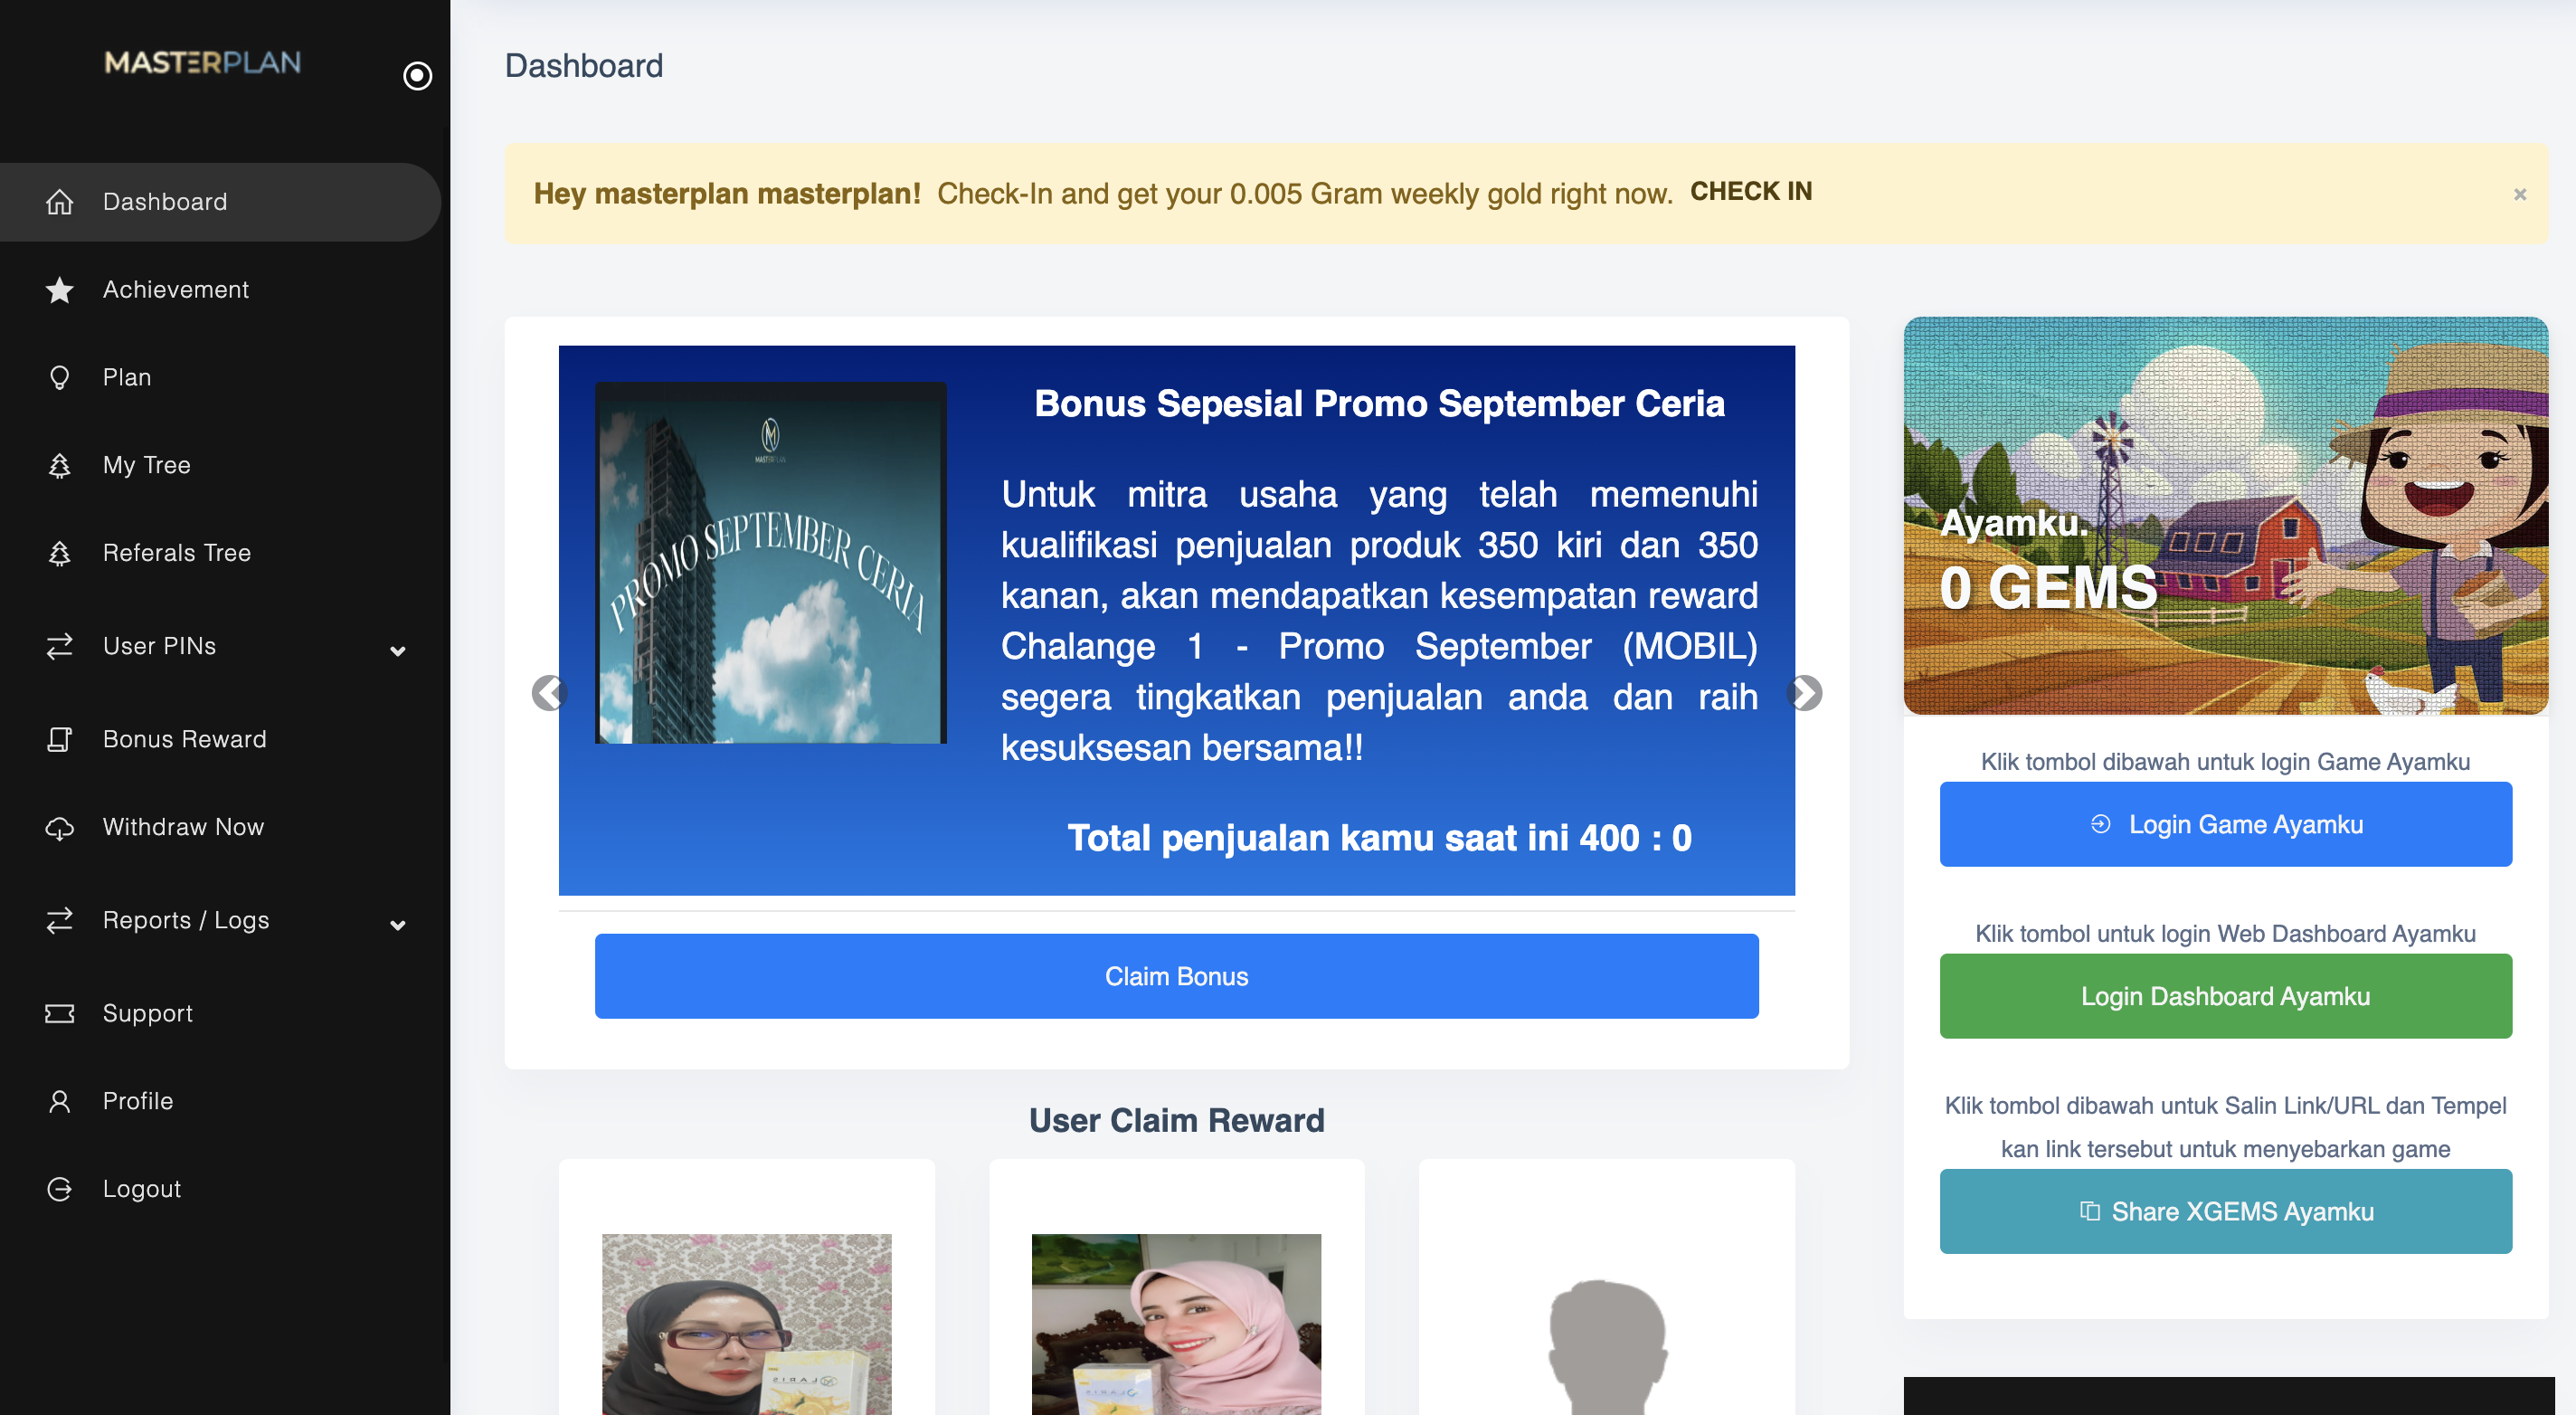 MASTERPLAN
Dashboard
Achievement
Plan
My Tree
Referals Tree
User PINs
Bonus Reward
Withdraw Now
Reports / Logs
Support
Profile
Logout
Dashboard
Hey masterplan masterplan! Check-In and get your 0.005 Gram weekly gold right now. CHECK IN
×
MASTERPLAN
PROMO SEPTEMBER CERIA
Bonus Sepesial Promo September Ceria
Untuk mitra usaha yang telah memenuhi
kualifikasi penjualan produk 350 kiri dan 350
kanan, akan mendapatkan kesempatan reward
Chalange 1 - Promo September (MOBIL)
segera tingkatkan penjualan anda dan raih
kesuksesan bersama!!
Total penjualan kamu saat ini 400 : 0
Claim Bonus
User Claim Reward
Ayamku.
0 GEMS
Klik tombol dibawah untuk login Game Ayamku
Login Game Ayamku
Klik tombol untuk login Web Dashboard Ayamku
Login Dashboard Ayamku
Klik tombol dibawah untuk Salin Link/URL dan Tempel
kan link tersebut untuk menyebarkan game
Share XGEMS Ayamku